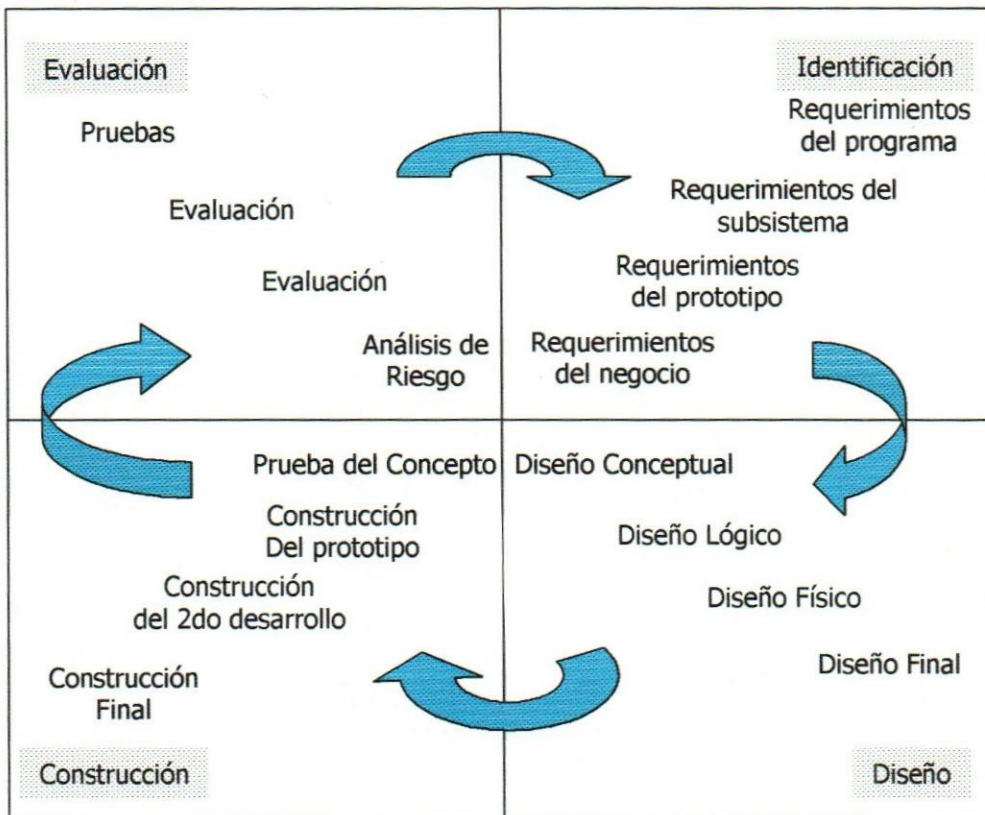 Evaluación
Pruebas
Evaluación
Evaluación
Análisis de
Riesgo
Identificación
Requerimientos
del programa
Requerimientos del
subsistema
Requerimientos
del prototipo
Requerimientos
del negocio
Prueba del Concepto
Construcción
Del prototipo
Construcción
del 2do desarrollo
Construcción
Final
Construcción
Diseño Conceptual
Diseño Lógico
Diseño Físico
Diseño Final
Diseño